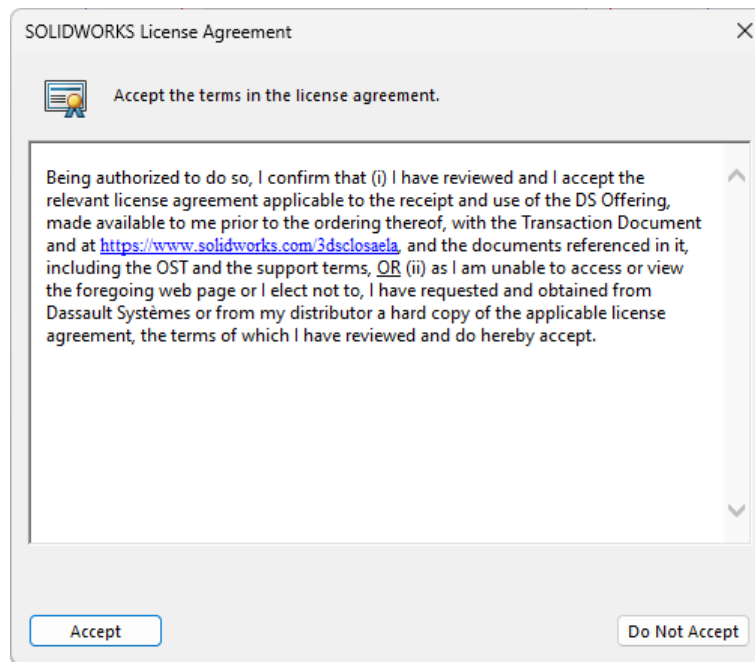 SOLIDWORKS License Agreement
Accept the terms in the license agreement.
Being authorized to do so, I confirm that (i) I have reviewed and I accept the
relevant license agreement applicable to the receipt and use of the DS Offering,
made available to me prior to the ordering thereof, with the Transaction Document
and at https://www.solidworks.com/3dsclosaela, and the documents referenced in it,
including the OST and the support terms, OR (ii) as I am unable to access or view
the foregoing web page or I elect not to, I have requested and obtained from
Dassault Systèmes or from my distributor a hard copy of the applicable license
agreement, the terms of which I have reviewed and do hereby accept.
Accept
Do Not Accept